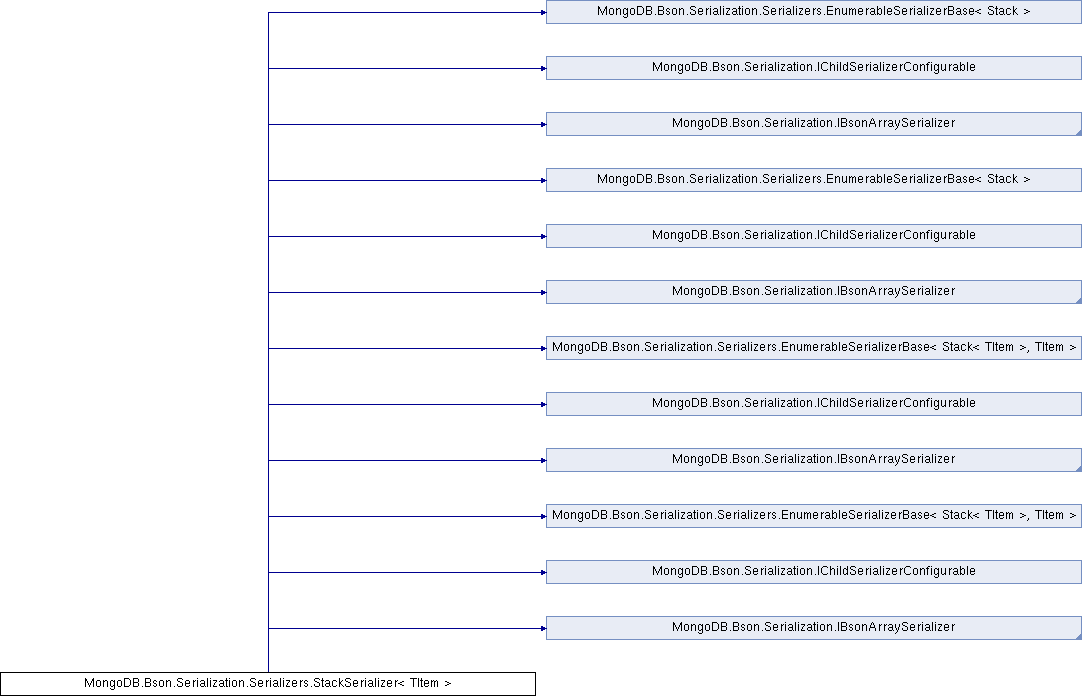 MongoDB.Bson.Serialization.Serializers.EnumerableSerializerBase< Stack >
MongoDB.Bson.Serialization.IChildSerializerConfigurable
MongoDB.Bson.Serialization.IBsonArraySerializer
MongoDB.Bson.Serialization.Serializers.EnumerableSerializerBase< Stack >
MongoDB.Bson.Serialization.IChildSerializerConfigurable
MongoDB.Bson.Serialization.IBsonArraySerializer
MongoDB.Bson.Serialization.Serializers.EnumerableSerializerBase< Stack< TItem >, TItem >
MongoDB.Bson.Serialization.IChildSerializerConfigurable
MongoDB.Bson.Serialization.IBsonArraySerializer
MongoDB.Bson.Serialization.Serializers.EnumerableSerializerBase< Stack< TItem >, TItem >
MongoDB.Bson.Serialization.IChildSerializerConfigurable
MongoDB.Bson.Serialization.IBsonArraySerializer
MongoDB.Bson.Serialization.Serializers.StackSerializer< TItem >